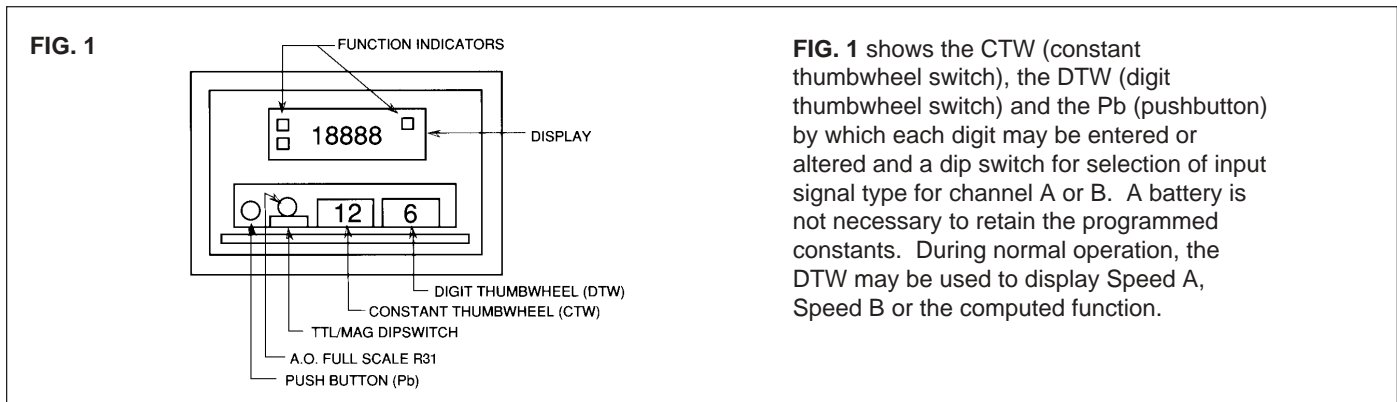 FIG. 1
FUNCTION INDICATORS
18888
DISPLAY
12
6
DIGIT THUMBWHEEL (DTW)
CONSTANT THUMBWHEEL (CTW)
TTL/MAG DIPSWITCH
A.O. FULL SCALE R31
PUSH BUTTON (Pb)
FIG. 1 shows the CTW (constant
thumbwheel switch), the DTW (digit
thumbwheel switch) and the Pb (pushbutton)
by which each digit may be entered or
altered and a dip switch for selection of input
signal type for channel A or B. A battery is
not necessary to retain the programmed
constants. During normal operation, the
DTW may be used to display Speed A,
Speed B or the computed function.